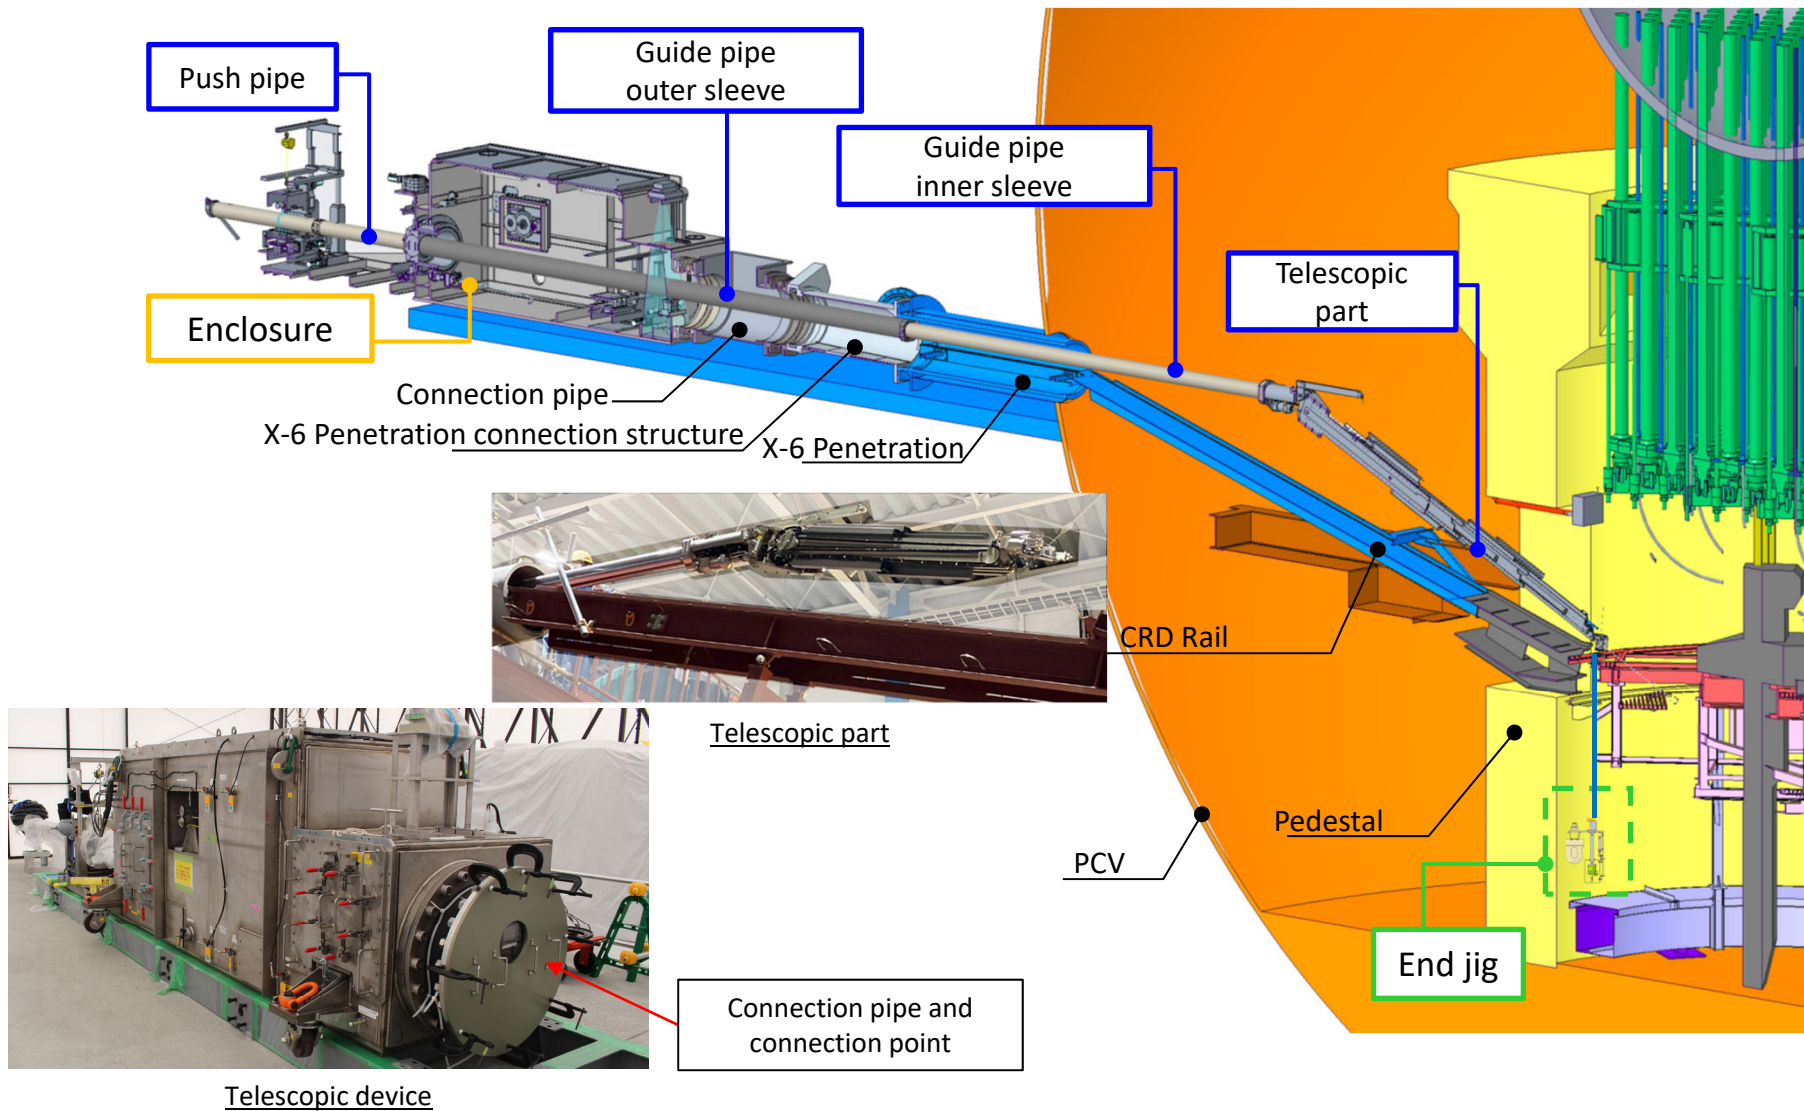 Push pipe
Guide pipe
outer sleeve
Guide pipe
inner sleeve
Telescopic
part
Enclosure
Connection pipe
X-6 Penetration connection structure
X-6 Penetration
CRD Rail
Telescopic part
Pedestal
PCV
End jig
Connection pipe and
connection point
Telescopic device